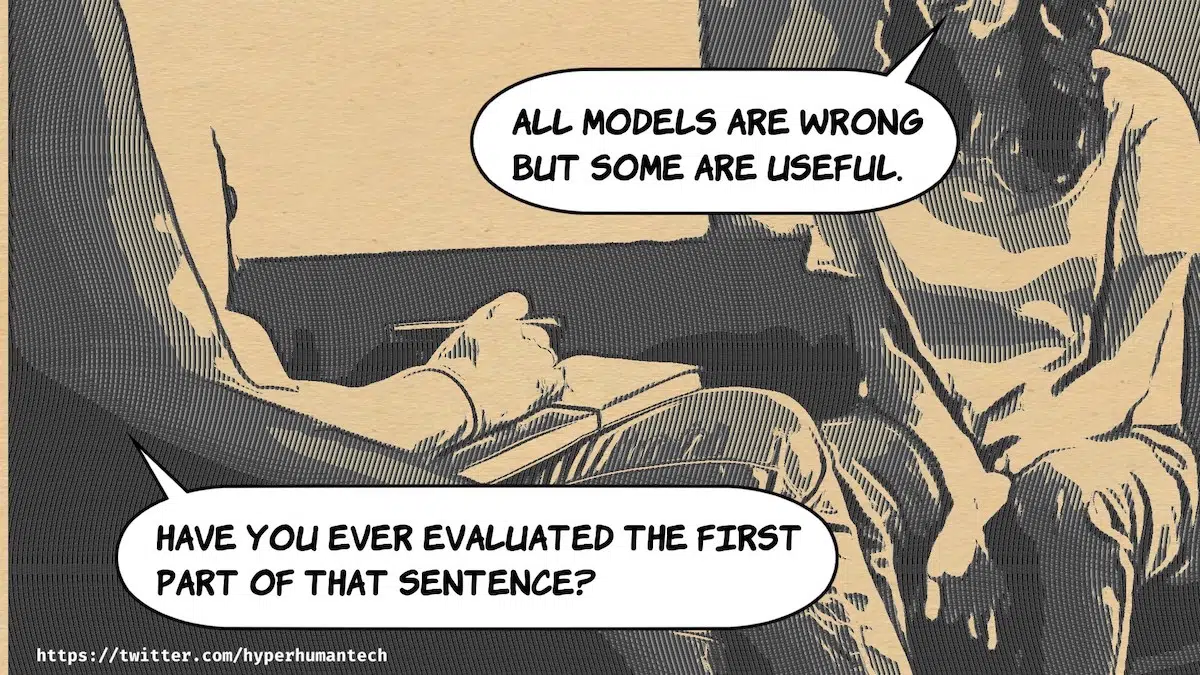 ALL MODELS ARE WRONG
BUT SOME ARE USEFUL.
HAVE YOU EVER EVALUATED THE FIRST
PART OF THAT SENTENCE?
https://twitter.com/hyperhumantech